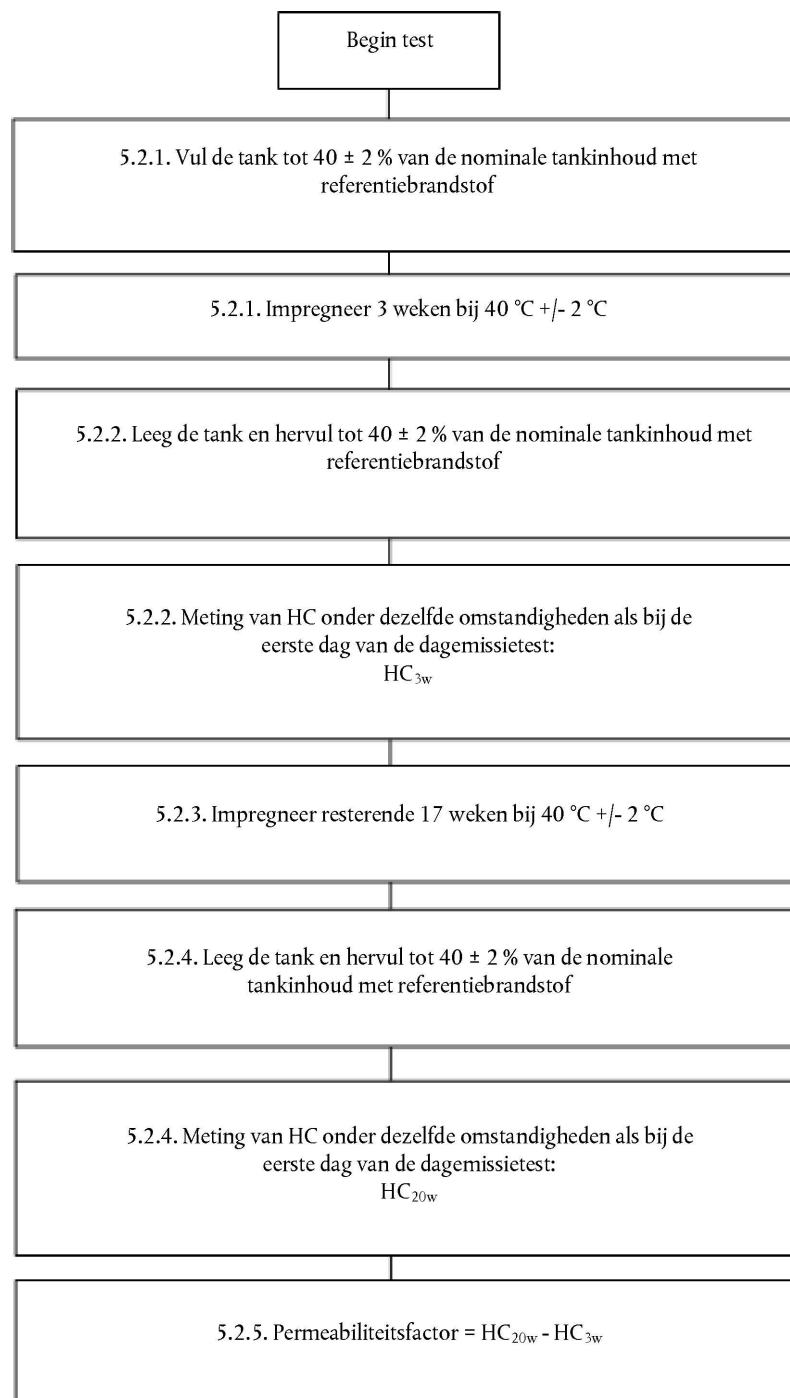 Begin test
5.2.1. Vul de tank tot 40 ± 2 % van de nominale tankinhoud met
referentiebrandstof
5.2.1. Impregneer 3 weken bij 40 °C +/- 2 °C
5.2.2. Leeg de tank en hervul tot 40 ± 2 % van de nominale tankinhoud met
referentiebrandstof
5.2.2. Meting van HC onder dezelfde omstandigheden als bij de
eerste dag van de dagemissietest:
HC3w
5.2.3. Impregneer resterende 17 weken bij 40 °C +/- 2 °C
5.2.4. Leeg de tank en hervul tot 40 ± 2 % van de nominale
tankinhoud met referentiebrandstof
5.2.4. Meting van HC onder dezelfde omstandigheden als bij de
eerste dag van de dagemissietest:
HC20w
5.2.5. Permeabiliteitsfactor = HC20w - HC3w